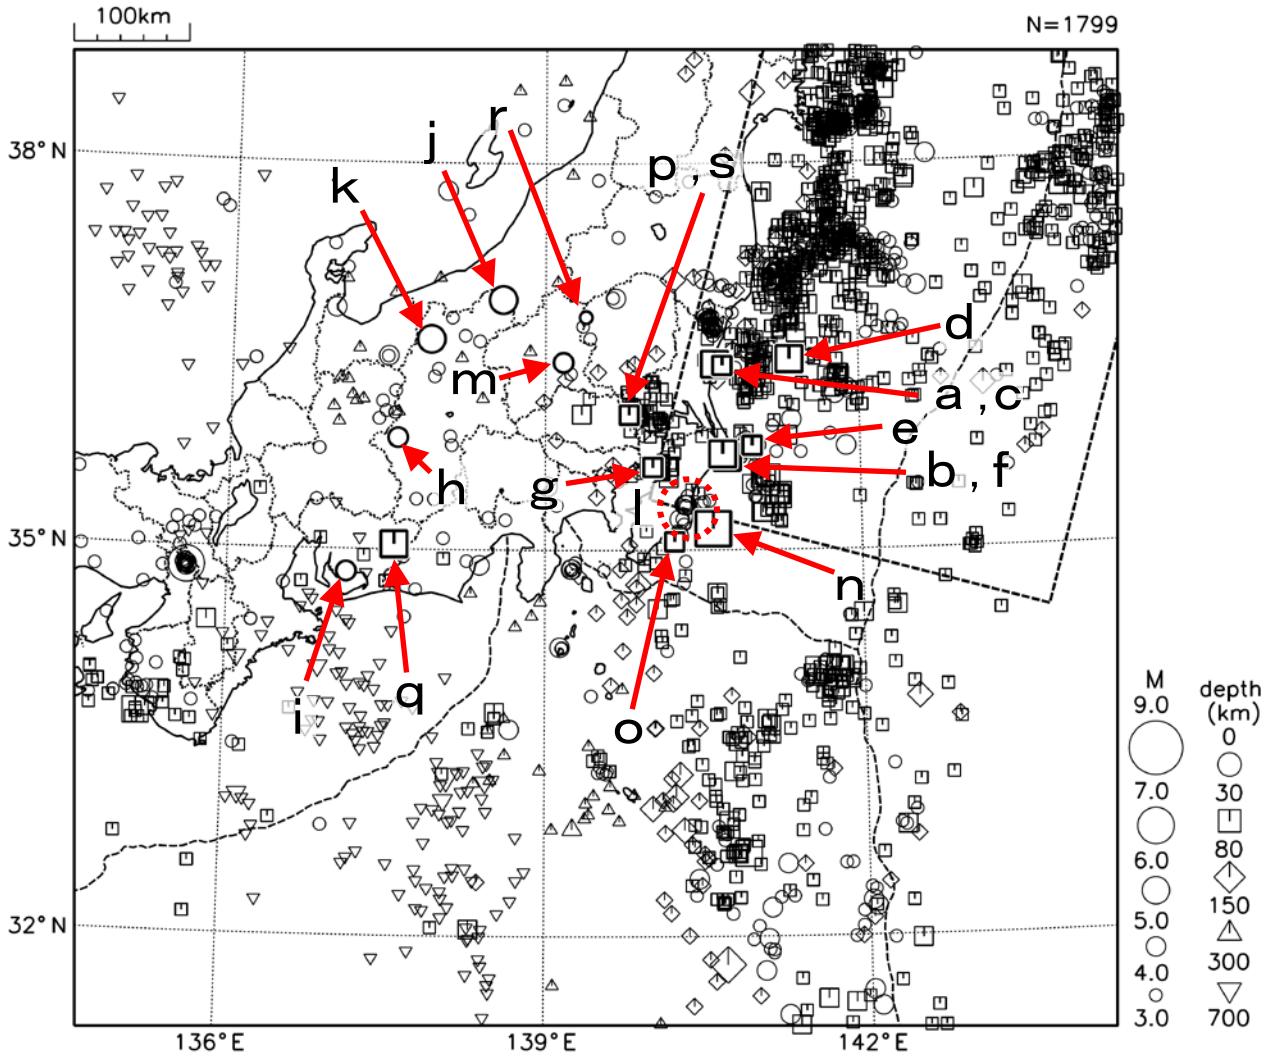 100km
N=1799
r
j
p , s
38°N
k
d
m
a , c
e
b , f
h
g
l
35°N
n
i
q
o
M
depth
(km)
9.0
0
7.0
30
6.0
80
5.0
150
4.0
300
3.0
700
32°N
136°E
139°E
142°E